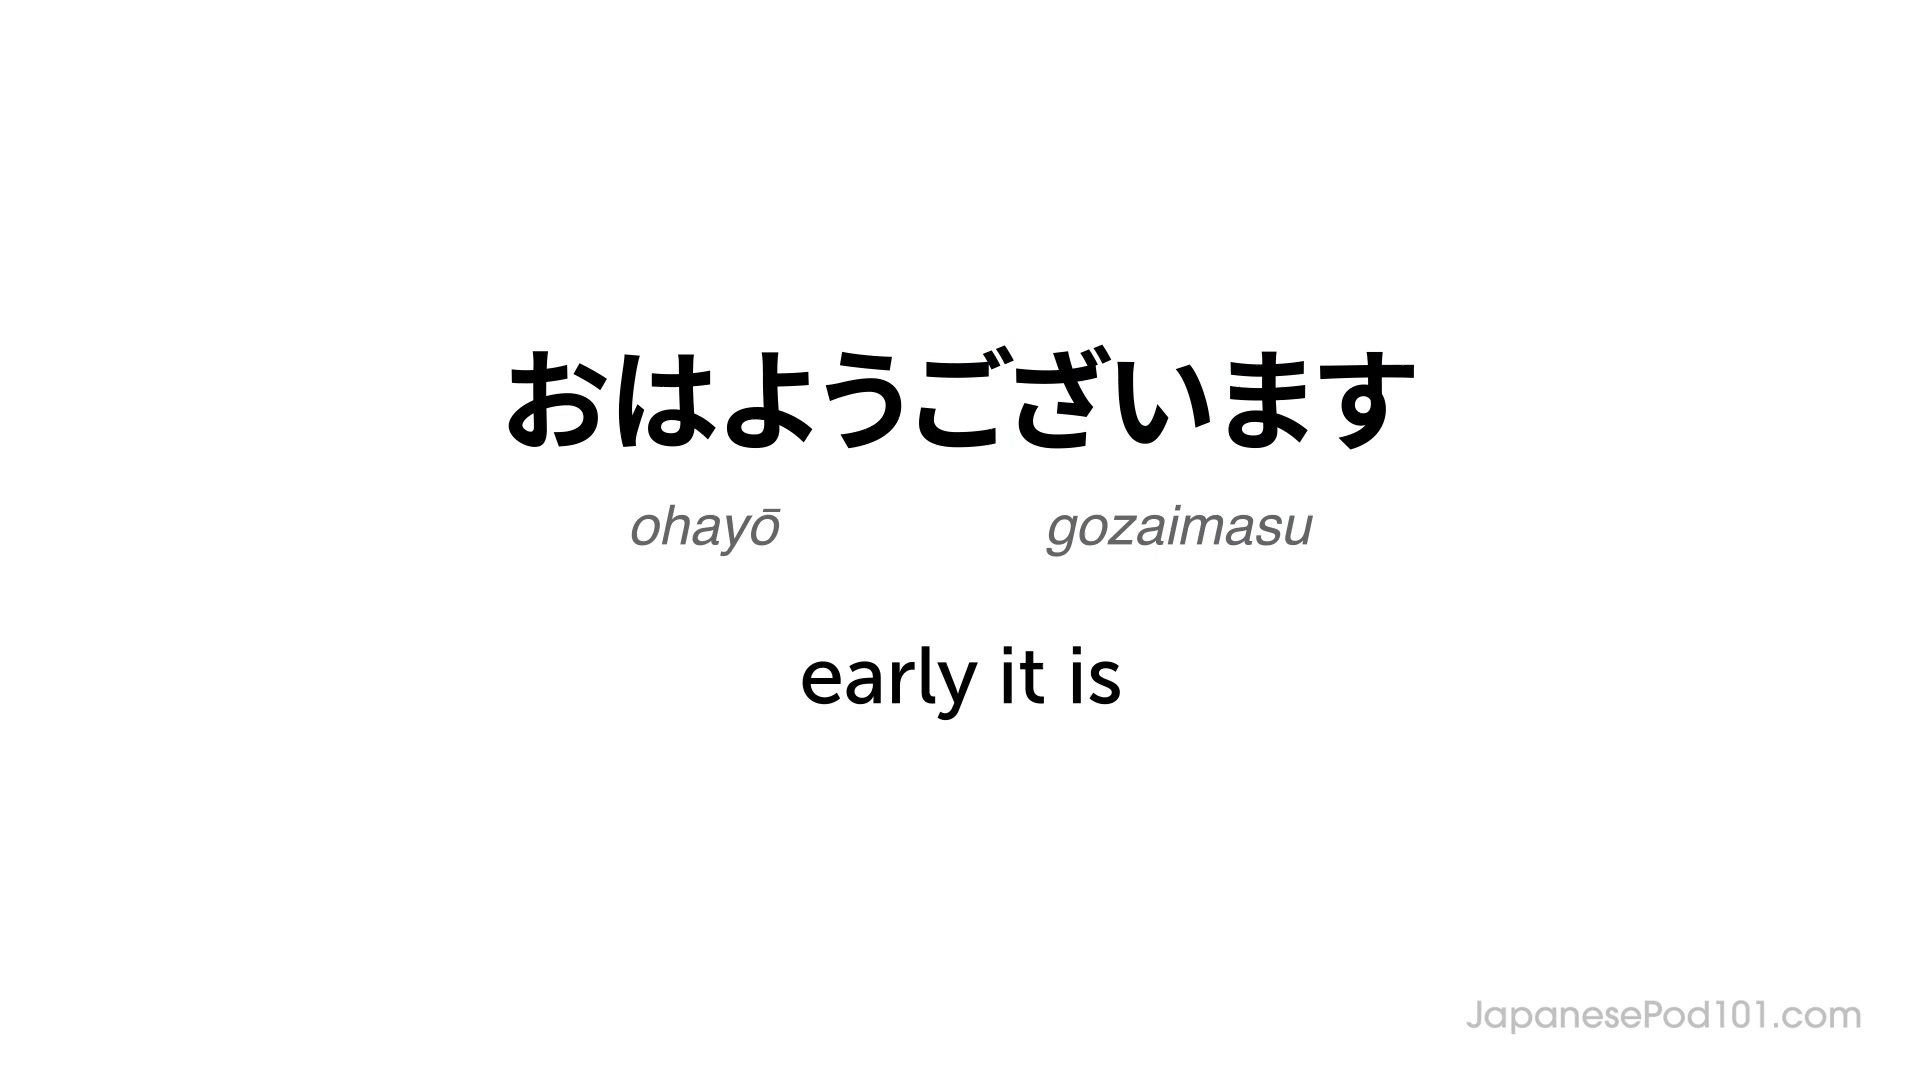 おはようございます
ohayō gozaimasu
early it is
JapanesePod101.com